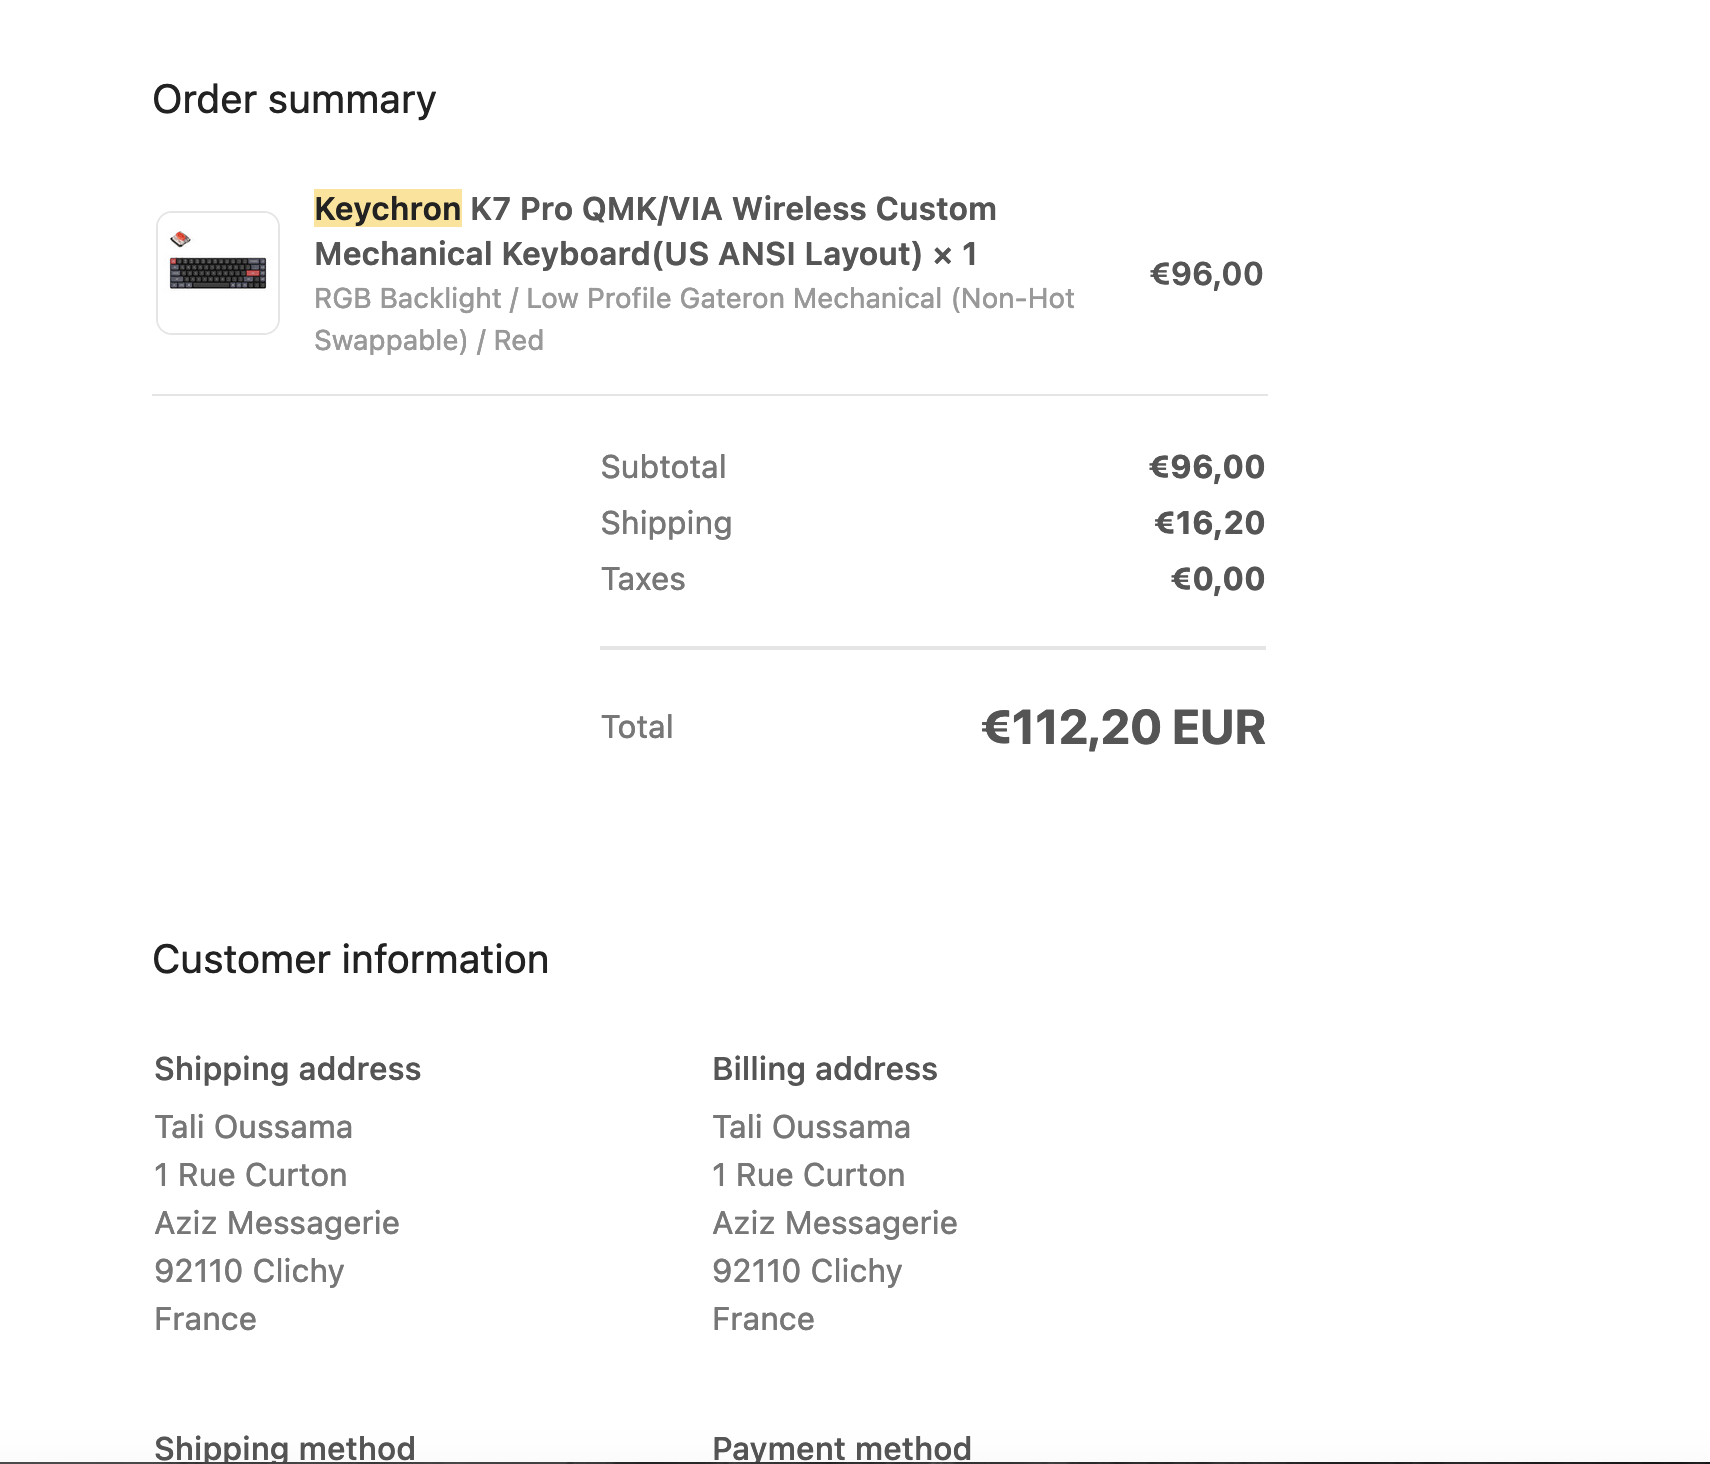 Order summary
Keychron K7 Pro QMK/VIA Wireless Custom
Mechanical Keyboard(US ANSI Layout) × 1
RGB Backlight / Low Profile Gateron Mechanical (Non-Hot
Swappable) / Red
€96,00
Subtotal €96,00
Shipping €16,20
Taxes €0,00
Total €112,20 EUR
Customer information
Shipping address
Tali Oussama
1 Rue Curton
Aziz Messagerie
92110 Clichy
France
Billing address
Tali Oussama
1 Rue Curton
Aziz Messagerie
92110 Clichy
France
Shipping method
Payment method